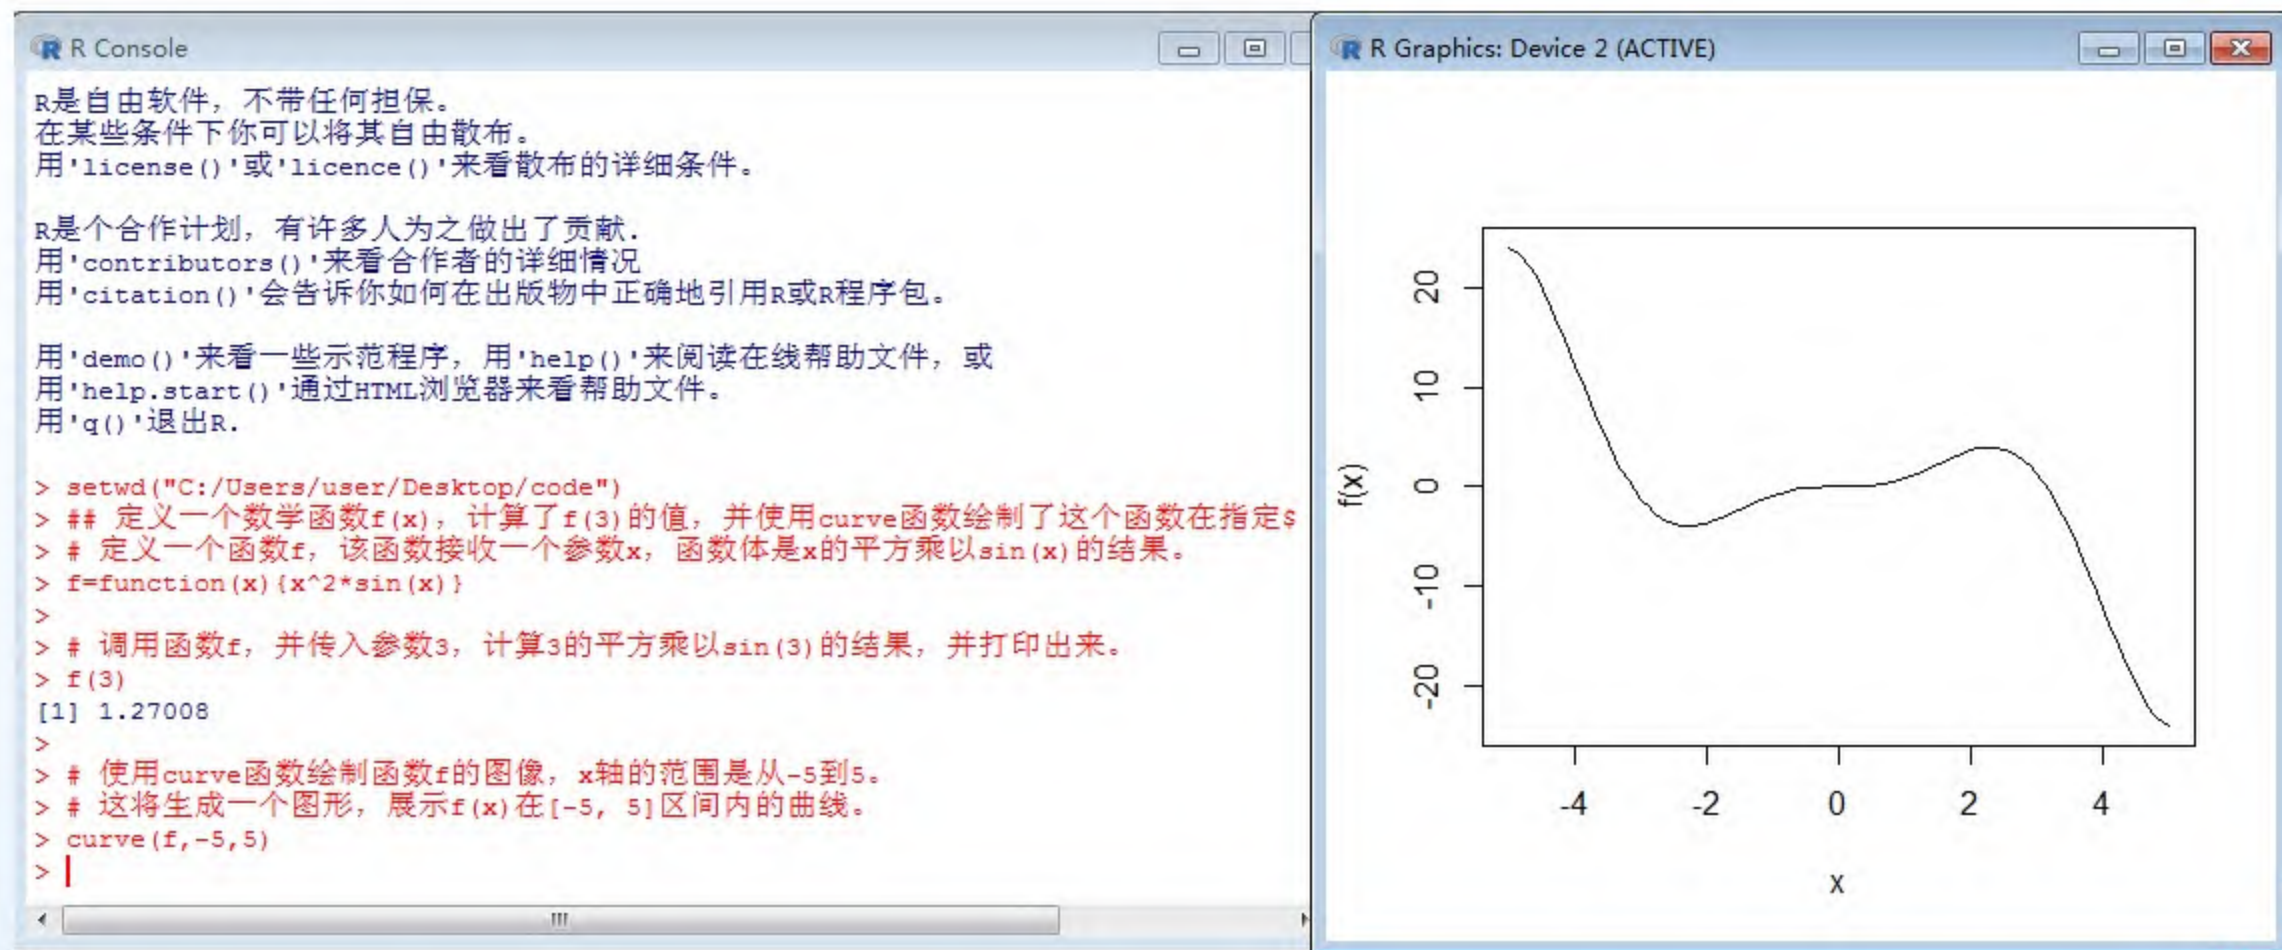 R Console
R是自由软件，不带任何担保。
在某些条件下你可以将其自由散布。
用'license()'或'licence()'来看散布的详细条件。
R是个合作计划，有许多人为之做出了贡献.
用'contributors()'来看合作者的详细情况
用'citation()'会告诉你如何在出版物中正确地引用R或R程序包。
用'demo()'来看一些示范程序，用'help()'来阅读在线帮助文件，或
用'help.start()'通过HTML浏览器来看帮助文件。
用'q()'退出R.
> setwd("C:/Users/user/Desktop/code")
> ## 定义一个数学函数f(x)，计算了f(3)的值，并使用curve函数绘制了这个函数在指定$
> # 定义一个函数f，该函数接收一个参数x，函数体是x的平方乘以sin(x)的结果。
> f=function(x){x^2*sin(x)}
>
> # 调用函数f，并传入参数3，计算3的平方乘以sin(3)的结果，并打印出来。
> f(3)
[1] 1.27008
>
> # 使用curve函数绘制函数f的图像，x轴的范围是从-5到5。
> # 这将生成一个图形，展示f(x)在[-5, 5]区间内的曲线。
> curve(f,-5,5)
>
R Graphics: Device 2 (ACTIVE)
f(x)
20
10
0
-10
-20
-4 -2 0 2 4
x